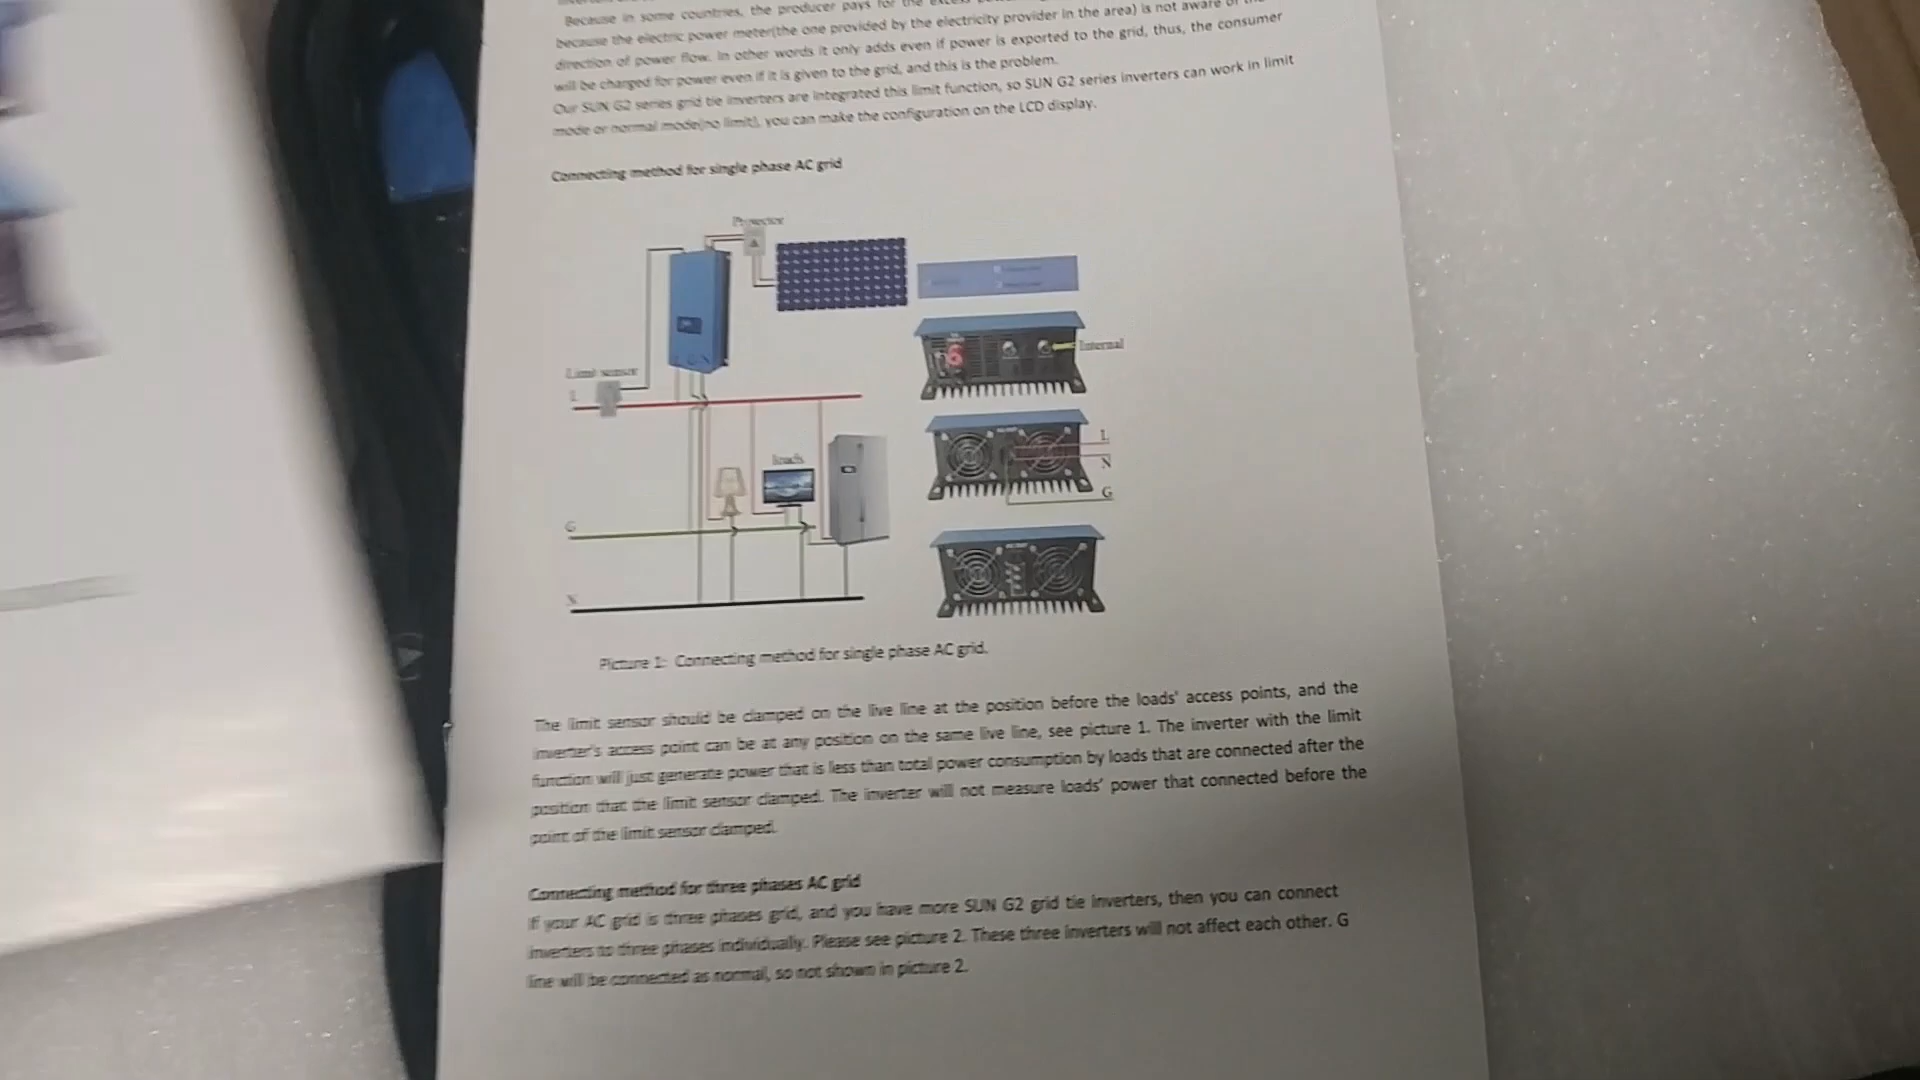 Because in some countries, the producer pays for the excess
because the electric power meter(the one provided by the electricity provider in the area) is not aware of the
direction of power flow. In other words it only adds even if power is exported to the grid, thus, the consumer
will be charged for power even if it is given to the grid, and this is the problem.
Our SUN G2 series grid tie inverters are integrated this limit function, so SUN G2 series inverters can work in limit
mode or normal mode(no limit), you can make the configuration on the LCD display.
Connecting method for single phase AC grid
Protector
Internal
Limit sensor
L
L
loads
N
G
G
N
Picture 1: Connecting method for single phase AC grid.
The limit sensor should be clamped on the live line at the position before the loads' access points, and the
inverter's access point can be at any position on the same live line, see picture 1. The inverter with the limit
function will just generate power that is less than total power consumption by loads that are connected after the
position that the limit sensor clamped. The inverter will not measure loads' power that connected before the
point of the limit sensor clamped.
Connecting method for three phases AC grid
If your AC grid is three phases grid, and you have more SUN G2 grid tie inverters, then you can connect
inverters to three phases individually. Please see picture 2. These three inverters will not affect each other. G
line will be connected as normal, so not shown in picture 2.